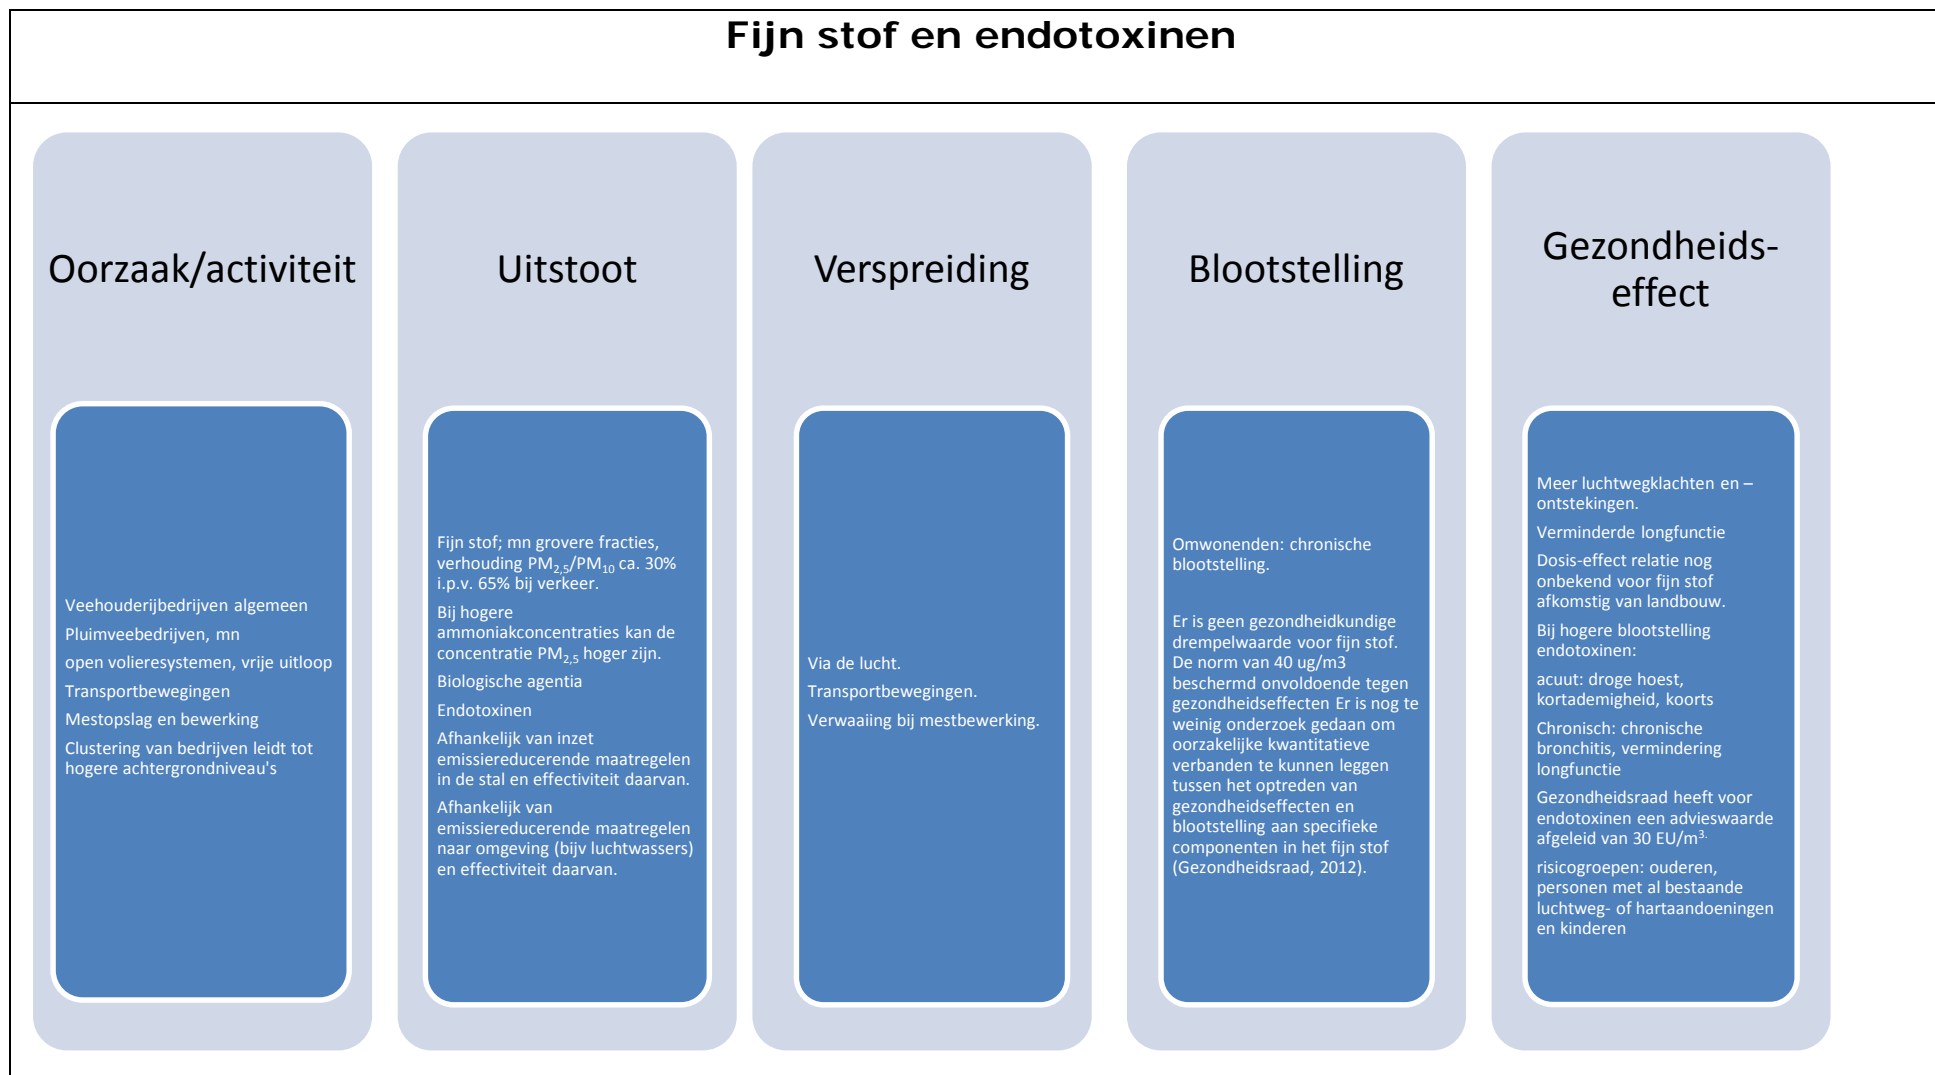 Fijn stof en endotoxinen
Oorzaak/activiteit
Veehouderijbedrijven algemeen
Pluimveebedrijven, mn
open volieresystemen, vrije uitloop
Transportbewegingen
Mestopslag en bewerking
Clustering van bedrijven leidt tot
hogere achtergrondniveau's
Uitstoot
Fijn stof; mn grovere fracties,
verhouding PM2,5/PM10 ca. 30%
i.p.v. 65% bij verkeer.
Bij hogere
ammoniakconcentraties kan de
concentratie PM2,5 hoger zijn.
Biologische agentia
Endotoxinen
Afhankelijk van inzet
emissiereducerende maatregelen
in de stal en effectiviteit daarvan.
Afhankelijk van
emissiereducerende maatregelen
naar omgeving (bijv luchtwassers)
en effectiviteit daarvan.
Verspreiding
Via de lucht.
Transportbewegingen.
Verwaaiing bij mestbewerking.
Blootstelling
Omwonenden: chronische
blootstelling.
Er is geen gezondheidkundige
drempelwaarde voor fijn stof.
De norm van 40 ug/m3
beschermd onvoldoende tegen
gezondheidseffecten Er is nog te
weinig onderzoek gedaan om
oorzakelijke kwantitatieve
verbanden te kunnen leggen
tussen het optreden van
gezondheidseffecten en
blootstelling aan specifieke
componenten in het fijn stof
(Gezondheidsraad, 2012).
Gezondheids-
effect
Meer luchtwegklachten en –
ontstekingen.
Verminderde longfunctie
Dosis-effect relatie nog
onbekend voor fijn stof
afkomstig van landbouw.
Bij hogere blootstelling
endotoxinen:
acuut: droge hoest,
kortademigheid, koorts
Chronisch: chronische
bronchitis, vermindering
longfunctie
Gezondheidsraad heeft voor
endotoxinen een advieswaarde
afgeleid van 30 EU/m3.
risicogroepen: ouderen,
personen met al bestaande
luchtweg- of hartaandoeningen
en kinderen